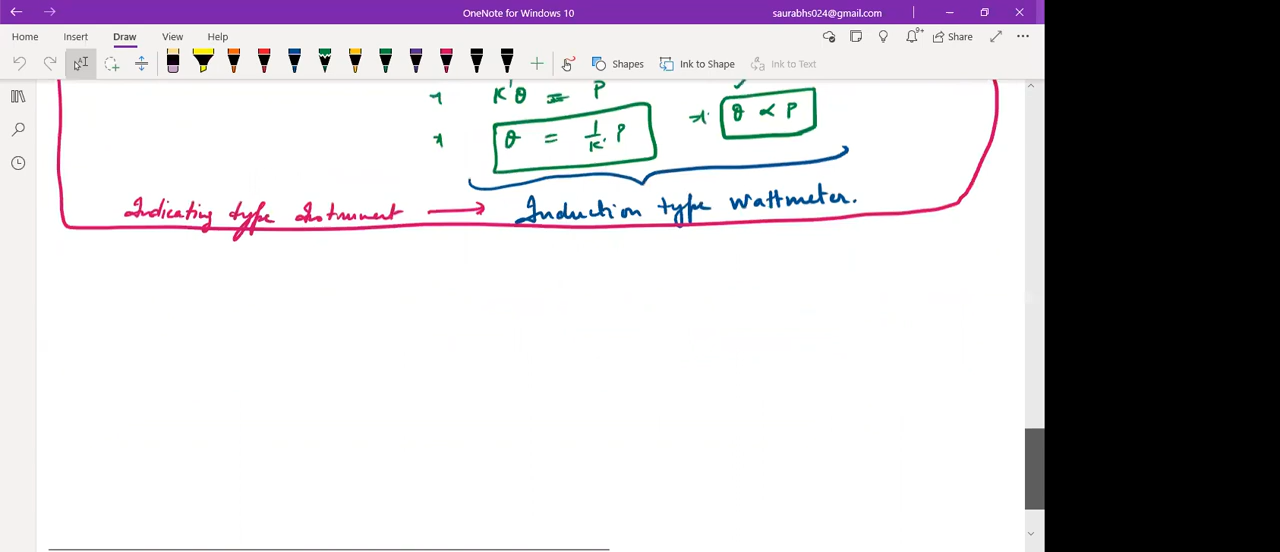 OneNote for Windows 10
saurabhs024@gmail.com
Home Insert Draw View Help
9+ Share
Shapes Ink to Shape Ink to Text
K'θ = P
* θ = 1/K' P * θ ∝ P
Indicating type Instrument → Induction type Wattmeter.